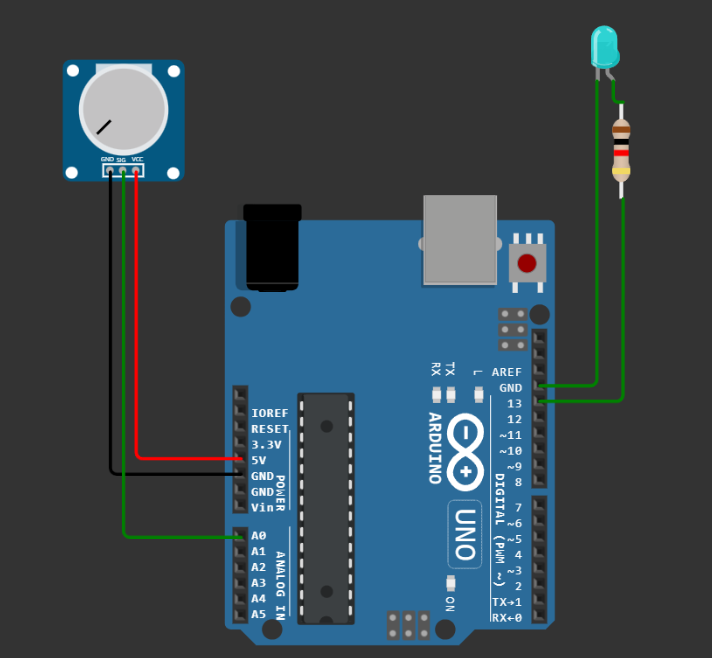 GND SIG VCC
RX
TX
L
AREF
GND
13
12
~11
~10
~9
8
7
~6
~5
4
~3
2
TX→1
RX←0
DIGITAL (PWM ~)
ARDUINO
UNO
ON
IOREF
RESET
3.3V
5V
GND
GND
Vin
POWER
A0
A1
A2
A3
A4
A5
ANALOG IN